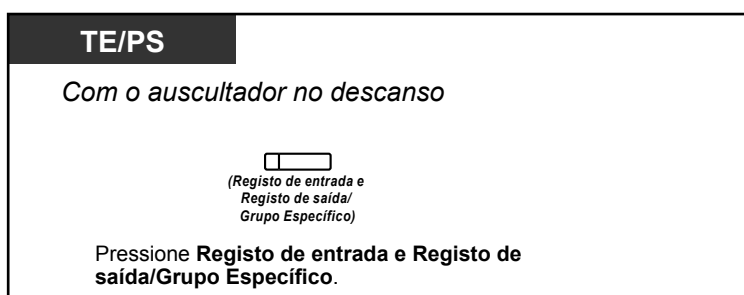 TE/PS
Com o auscultador no descanso
(Registo de entrada e
Registo de saída/
Grupo Específico)
Pressione Registo de entrada e Registo de
saída/Grupo Específico.